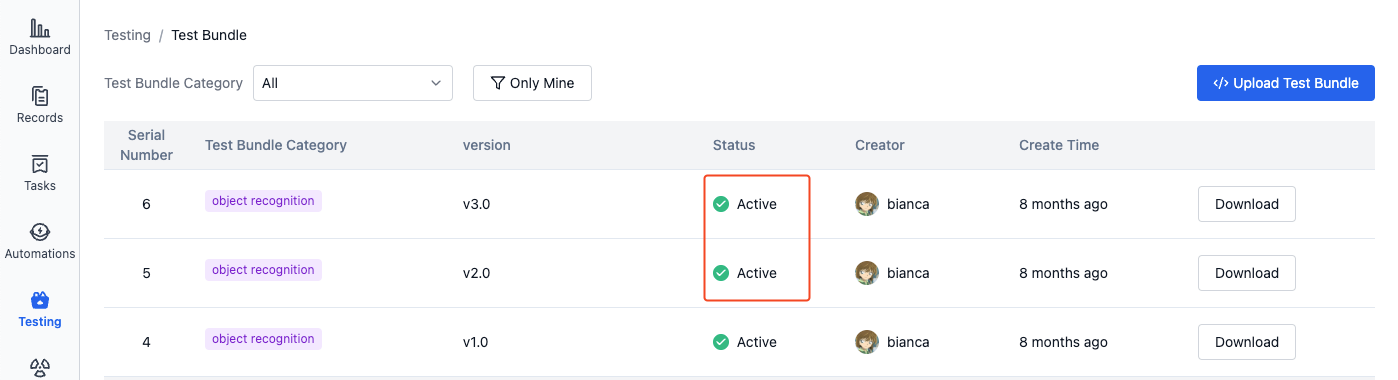 Dashboard
Records
Tasks
Automations
Testing
Testing / Test Bundle
Test Bundle Category All Only Mine Upload Test Bundle
Serial Number Test Bundle Category version Status Creator Create Time
6 object recognition v3.0 Active bianca 8 months ago Download
5 object recognition v2.0 Active bianca 8 months ago Download
4 object recognition v1.0 Active bianca 8 months ago Download